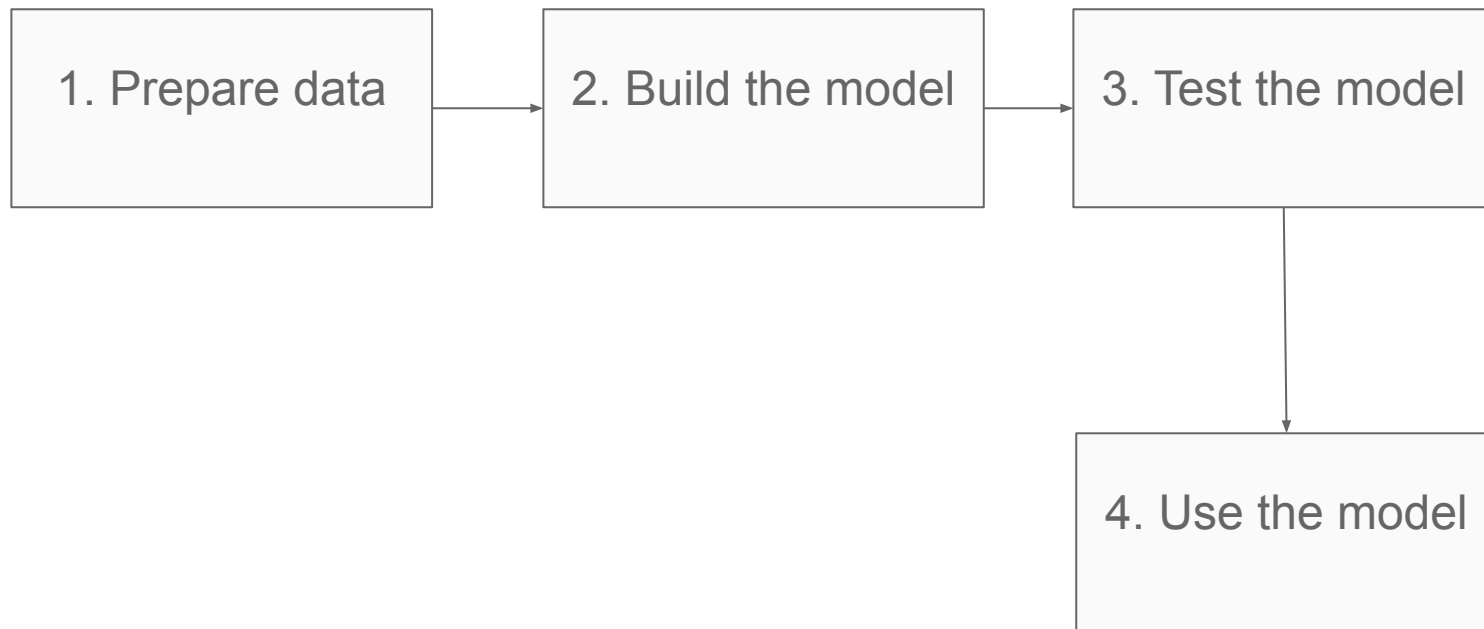 1. Prepare data
2. Build the model
3. Test the model
4. Use the model